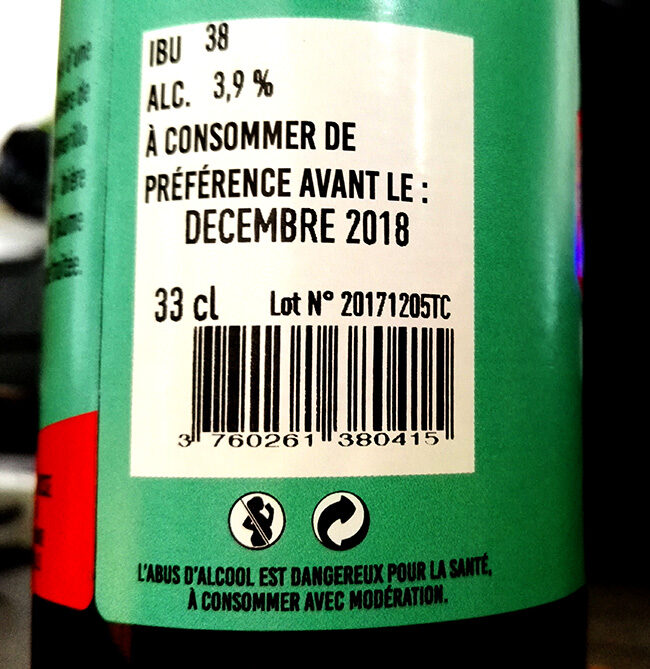 IBU 38
ALC. 3,9 %
À CONSOMMER DE
PRÉFÉRENCE AVANT LE :
DECEMBRE 2018
33 cl Lot N° 20171205TC
3 760261 380415
L'ABUS D'ALCOOL EST DANGEREUX POUR LA SANTÉ,
À CONSOMMER AVEC MODÉRATION.